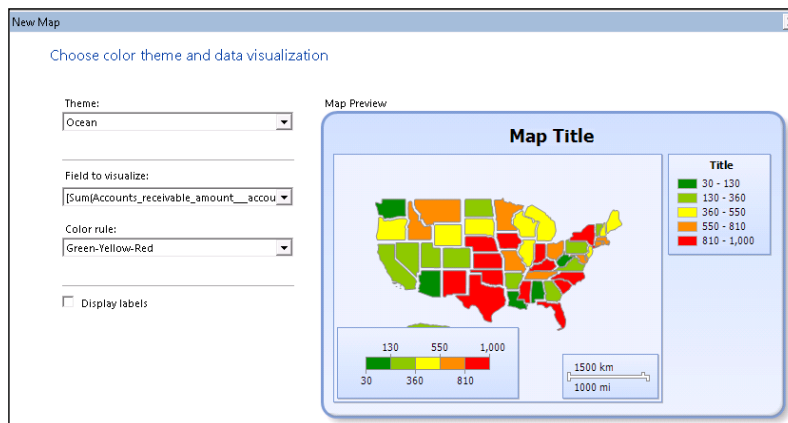 New Map
Choose color theme and data visualization
Theme:
Ocean
Field to visualize:
[Sum(Accounts_receivable_amount__accou
Color rule:
Green-Yellow-Red
Display labels
Map Preview
Map Title
Title
30 - 130
130 - 360
360 - 550
550 - 810
810 - 1,000
130 550 1,000
30 360 810
1500 km
1000 mi